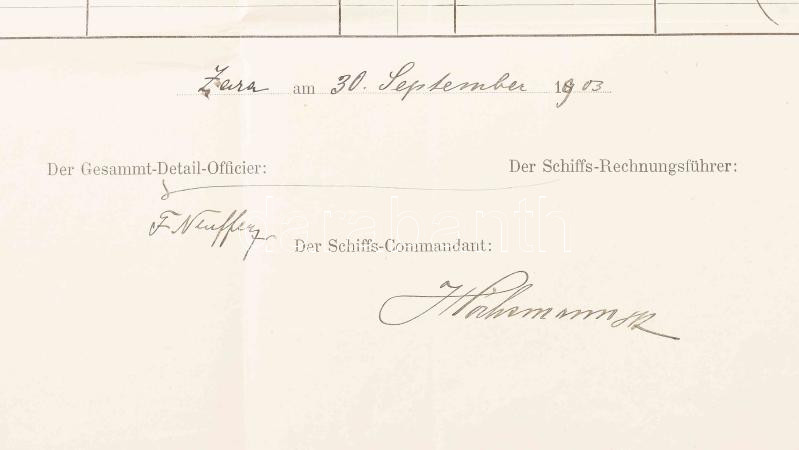 Zara am 30. September 1903
Der Gesammt-Detail-Officier: Der Schiffs-Rechnungsführer:
F Neuffer
Der Schiffs-Commandant: